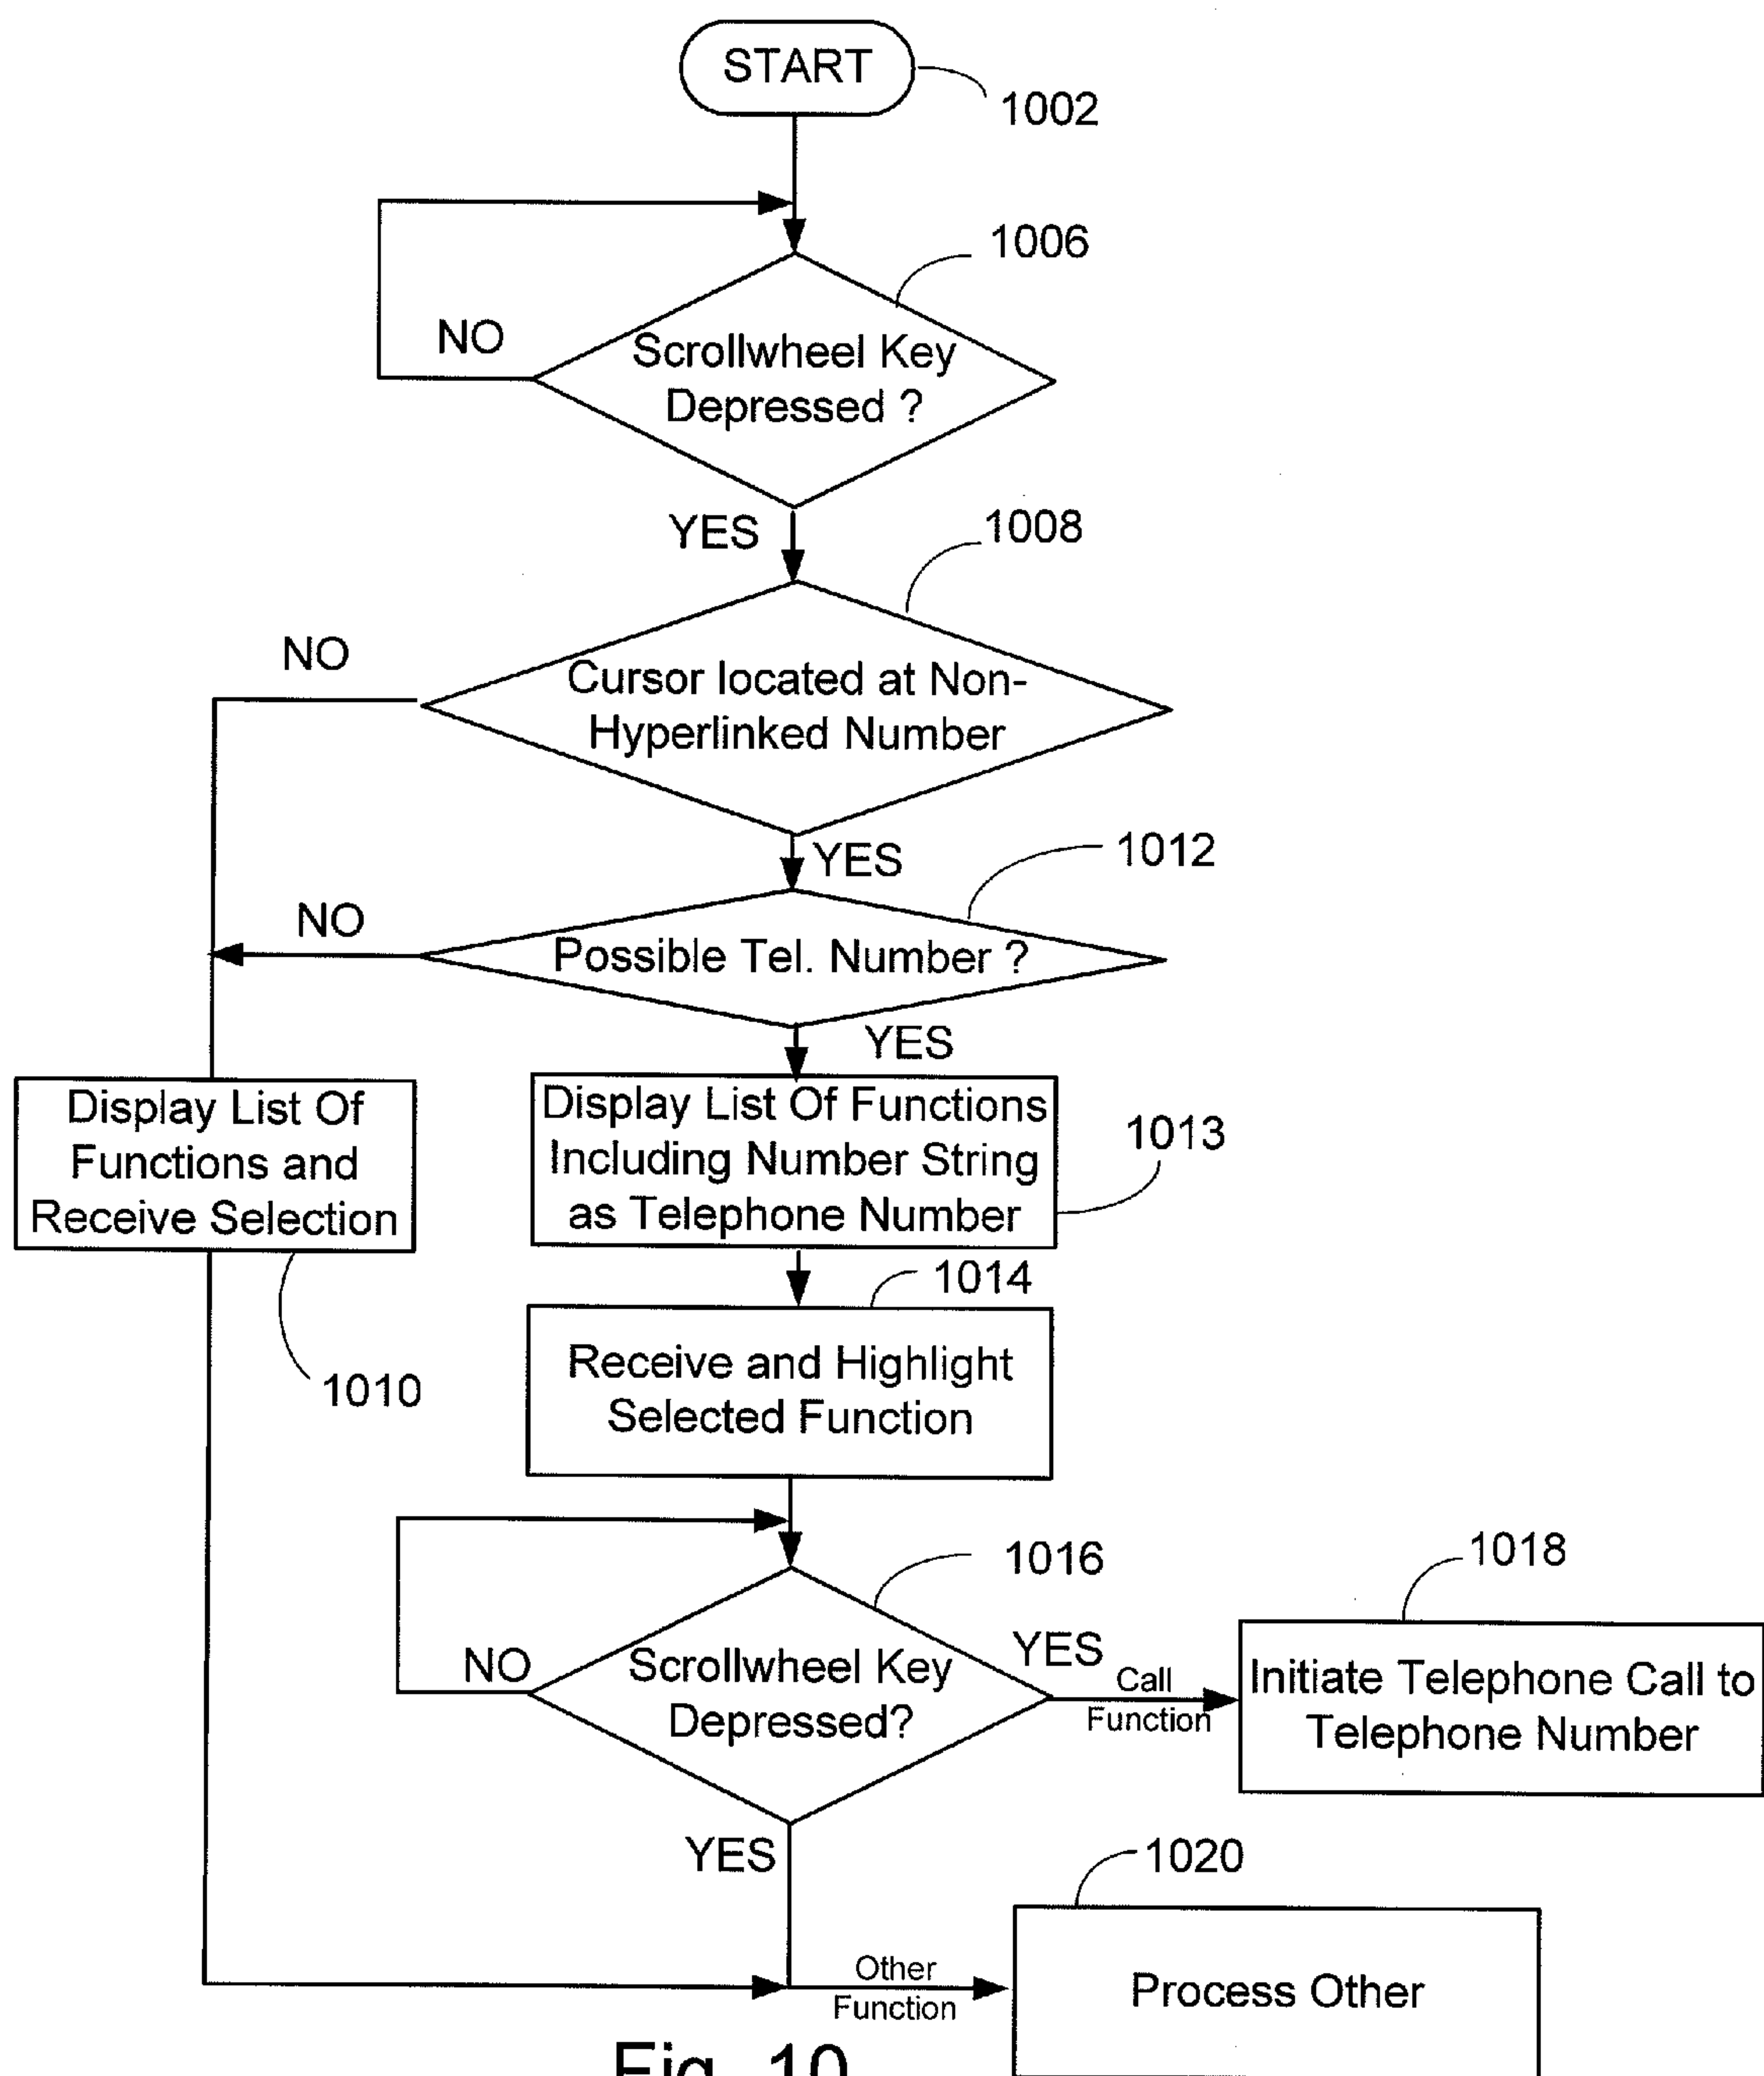 START
1002
1006
NO
Scrollwheel Key
Depressed ?
YES
1008
NO
Cursor located at Non-
Hyperlinked Number
YES
1012
NO
Possible Tel. Number ?
YES
Display List Of
Functions and
Receive Selection
1010
Display List Of Functions
Including Number String
as Telephone Number
1013
1014
Receive and Highlight
Selected Function
1016
NO
Scrollwheel Key
Depressed?
YES
Call
Function
1018
Initiate Telephone Call to
Telephone Number
YES
1020
Other
Function
Process Other
Fig. 10